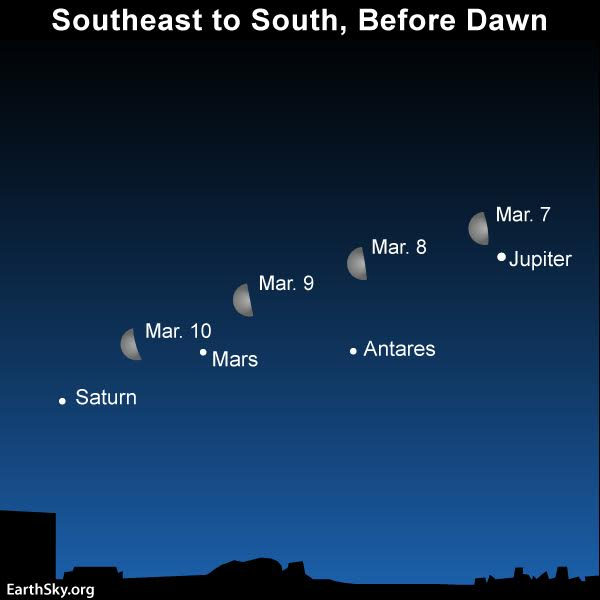 Southeast to South, Before Dawn
Mar. 7
Jupiter
Mar. 8
Mar. 9
Mar. 10
Mars
Antares
Saturn
EarthSky.org